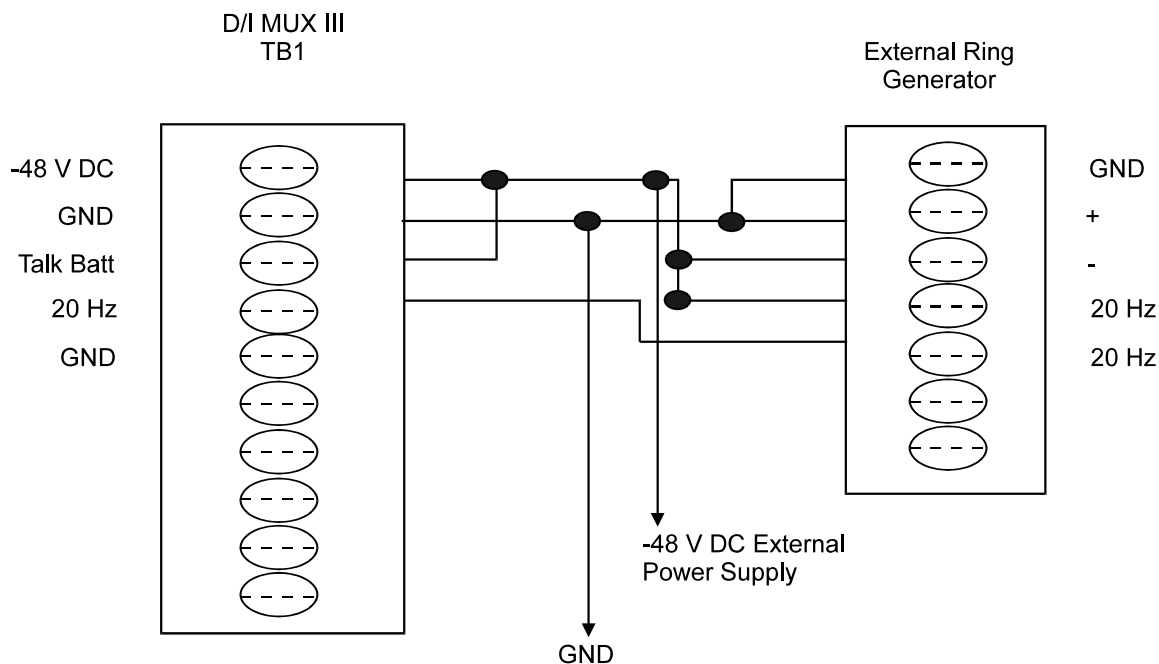 D/I MUX III
TB1
External Ring
Generator
-48 V DC
GND
Talk Batt
20 Hz
GND
GND
+
-
20 Hz
20 Hz
-48 V DC External
Power Supply
GND